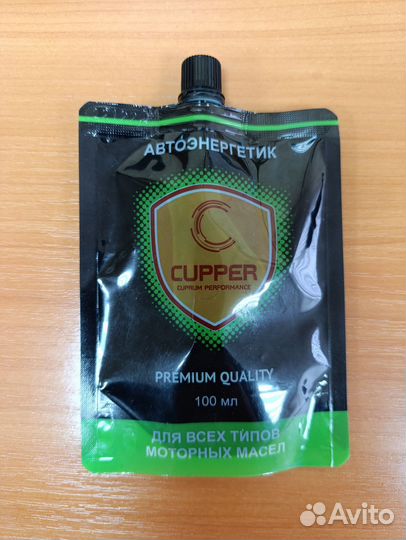 АВТОЭНЕРГЕТИК
CUPPER
CUPRUM PERFORMANCE
PREMIUM QUALITY
100 мл
ДЛЯ ВСЕХ ТИПОВ
МОТОРНЫХ МАСЕЛ
Avito